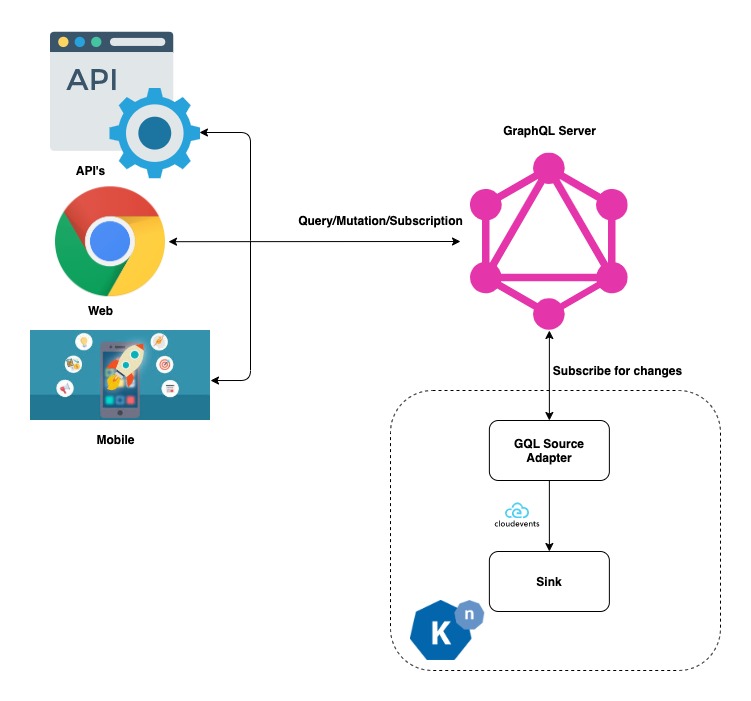 API
API's
GraphQL Server
Query/Mutation/Subscription
Web
Subscribe for changes
Mobile
GQL Source
Adapter
cloudevents
Sink
K
n